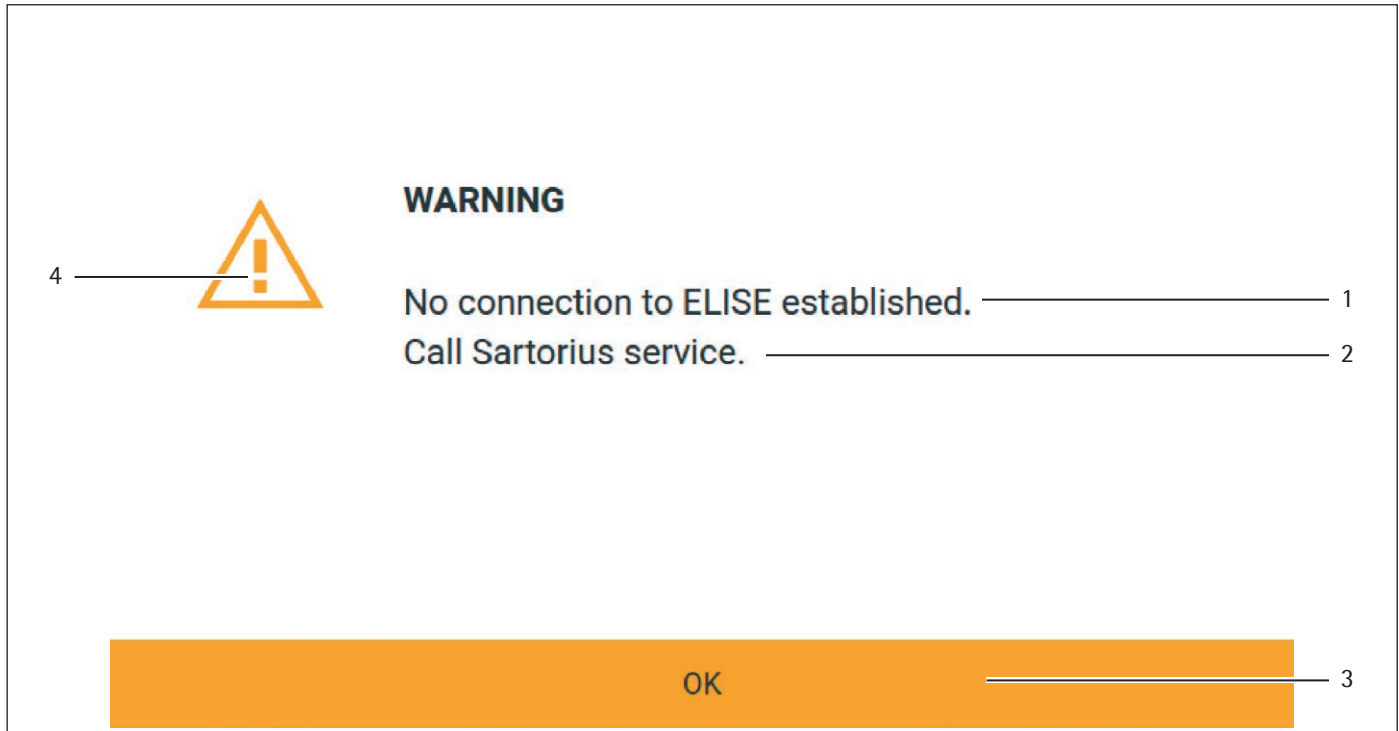 WARNING
4
No connection to ELISE established.
1
Call Sartorius service.
2
OK
3